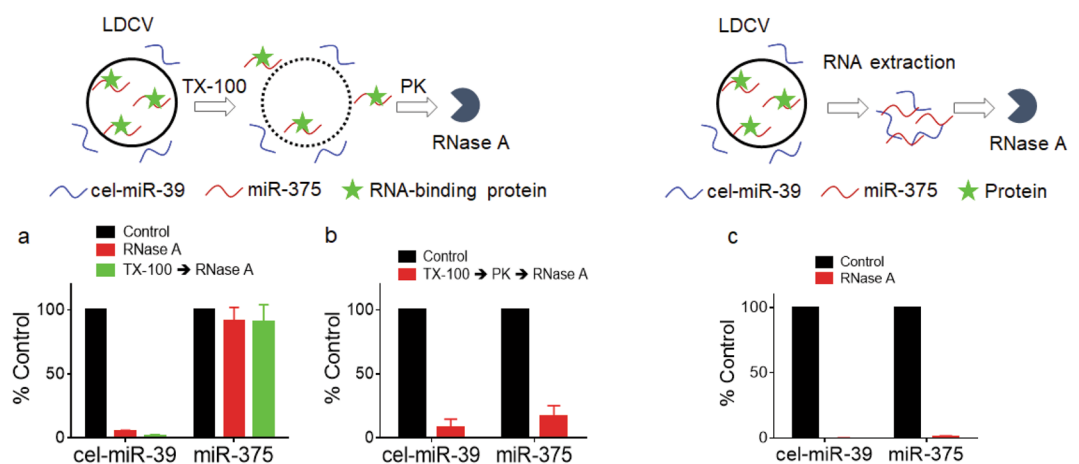 LDCV
TX-100
PK
RNase A
cel-miR-39 miR-375 RNA-binding protein
LDCV
RNA extraction
RNase A
cel-miR-39 miR-375 Protein
a
Control
RNase A
TX-100 ➔ RNase A
% Control
100
50
0
cel-miR-39 miR-375
b
Control
TX-100 ➔ PK ➔ RNase A
% Control
100
50
0
cel-miR-39 miR-375
c
Control
RNase A
% Control
100
50
0
cel-miR-39 miR-375